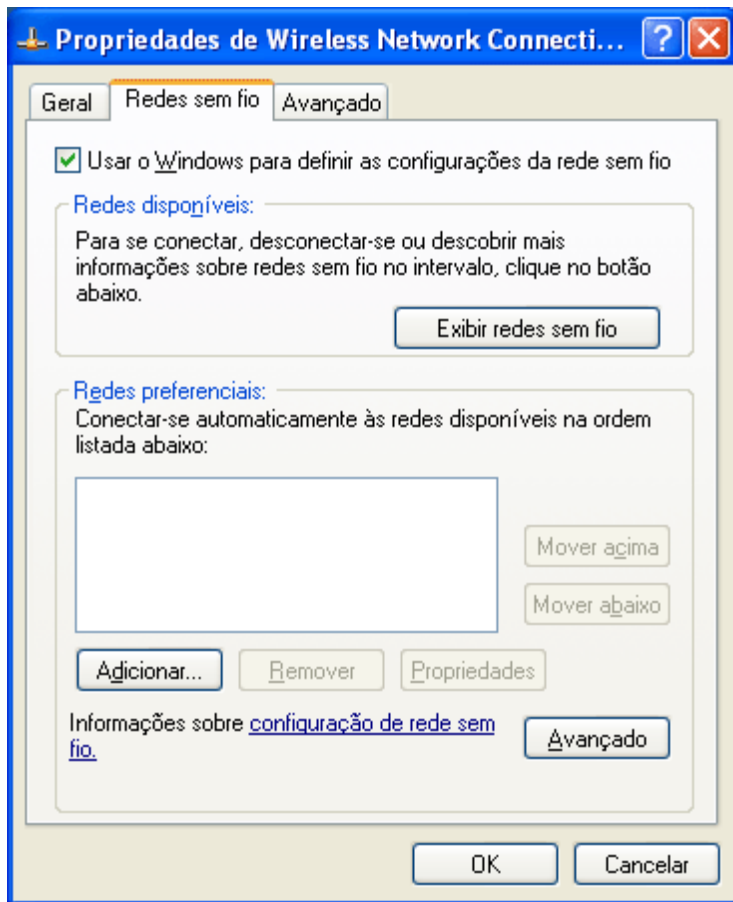 Propriedades de Wireless Network Connecti...
Geral
Redes sem fio
Avançado
Usar o Windows para definir as configurações da rede sem fio
Redes disponíveis:
Para se conectar, desconectar-se ou descobrir mais
informações sobre redes sem fio no intervalo, clique no botão
abaixo.
Exibir redes sem fio
Redes preferenciais:
Conectar-se automaticamente às redes disponíveis na ordem
listada abaixo:
Mover acima
Mover abaixo
Adicionar...
Remover
Propriedades
Informações sobre configuração de rede sem
fio.
Avançado
OK
Cancelar